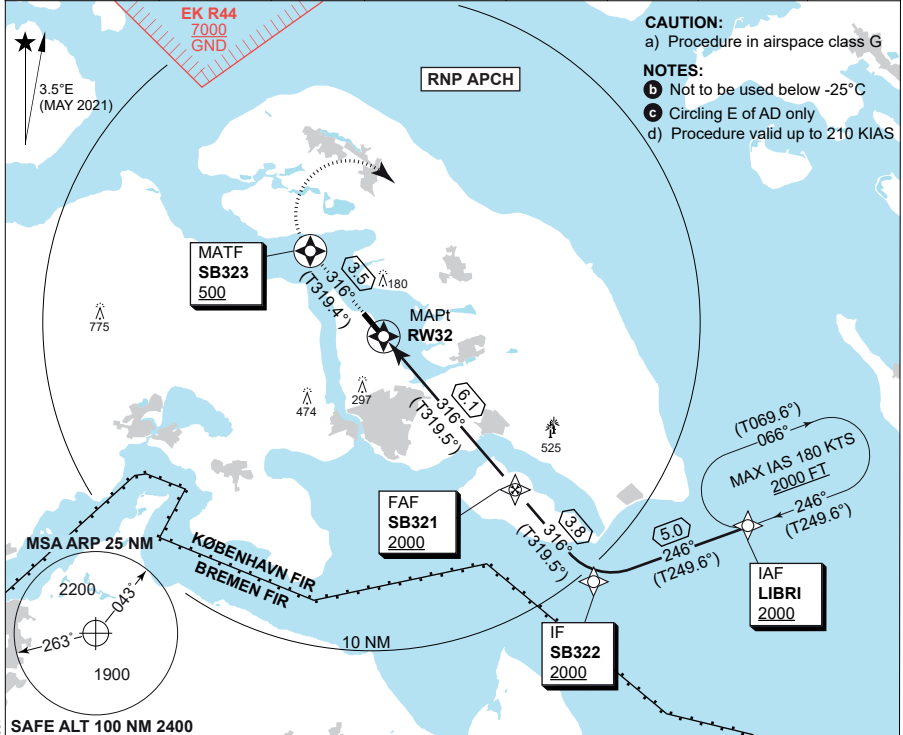 EK R44
7000
GND
CAUTION:
a) Procedure in airspace class G
NOTES:
b Not to be used below -25°C
c Circling E of AD only
d) Procedure valid up to 210 KIAS
RNP APCH
3.5°E
(MAY 2021)
MATF
SB323
500
3.5
316°
(T319.4°)
180
MAPt
RW32
775
474
297
525
6.1
316°
(T319.5°)
(T069.6°)
066°
MAX IAS 180 KTS
2000 FT
246°
(T249.6°)
FAF
SB321
2000
3.8
316°
(T319.5°)
5.0
246°
(T249.6°)
IAF
LIBRI
2000
IF
SB322
2000
KØBENHAVN FIR
BREMEN FIR
10 NM
MSA ARP 25 NM
2200
043°
263°
1900
SAFE ALT 100 NM 2400